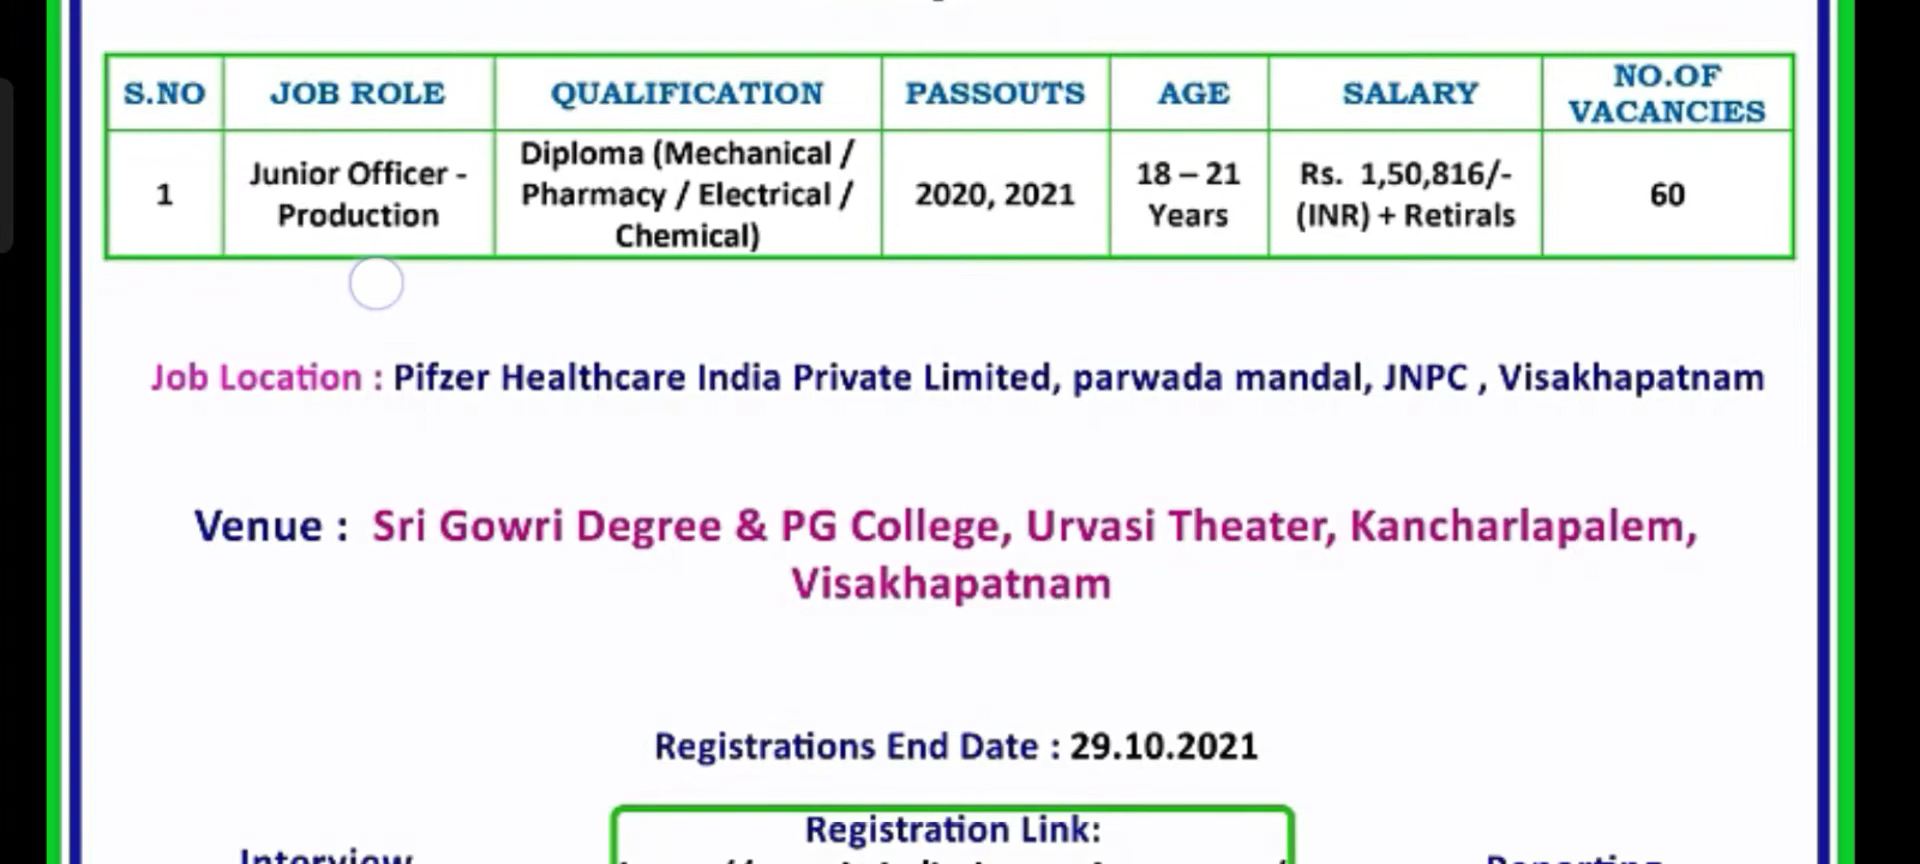 S.NO JOB ROLE QUALIFICATION PASSOUTS AGE SALARY NO.OF VACANCIES
1 Junior Officer - Production Diploma (Mechanical / Pharmacy / Electrical / Chemical) 2020, 2021 18 – 21 Years Rs. 1,50,816/- (INR) + Retirals 60
Job Location : Pifzer Healthcare India Private Limited, parwada mandal, JNPC , Visakhapatnam
Venue : Sri Gowri Degree & PG College, Urvasi Theater, Kancharlapalem,
Visakhapatnam
Registrations End Date : 29.10.2021
Registration Link:
Interview
Reporting